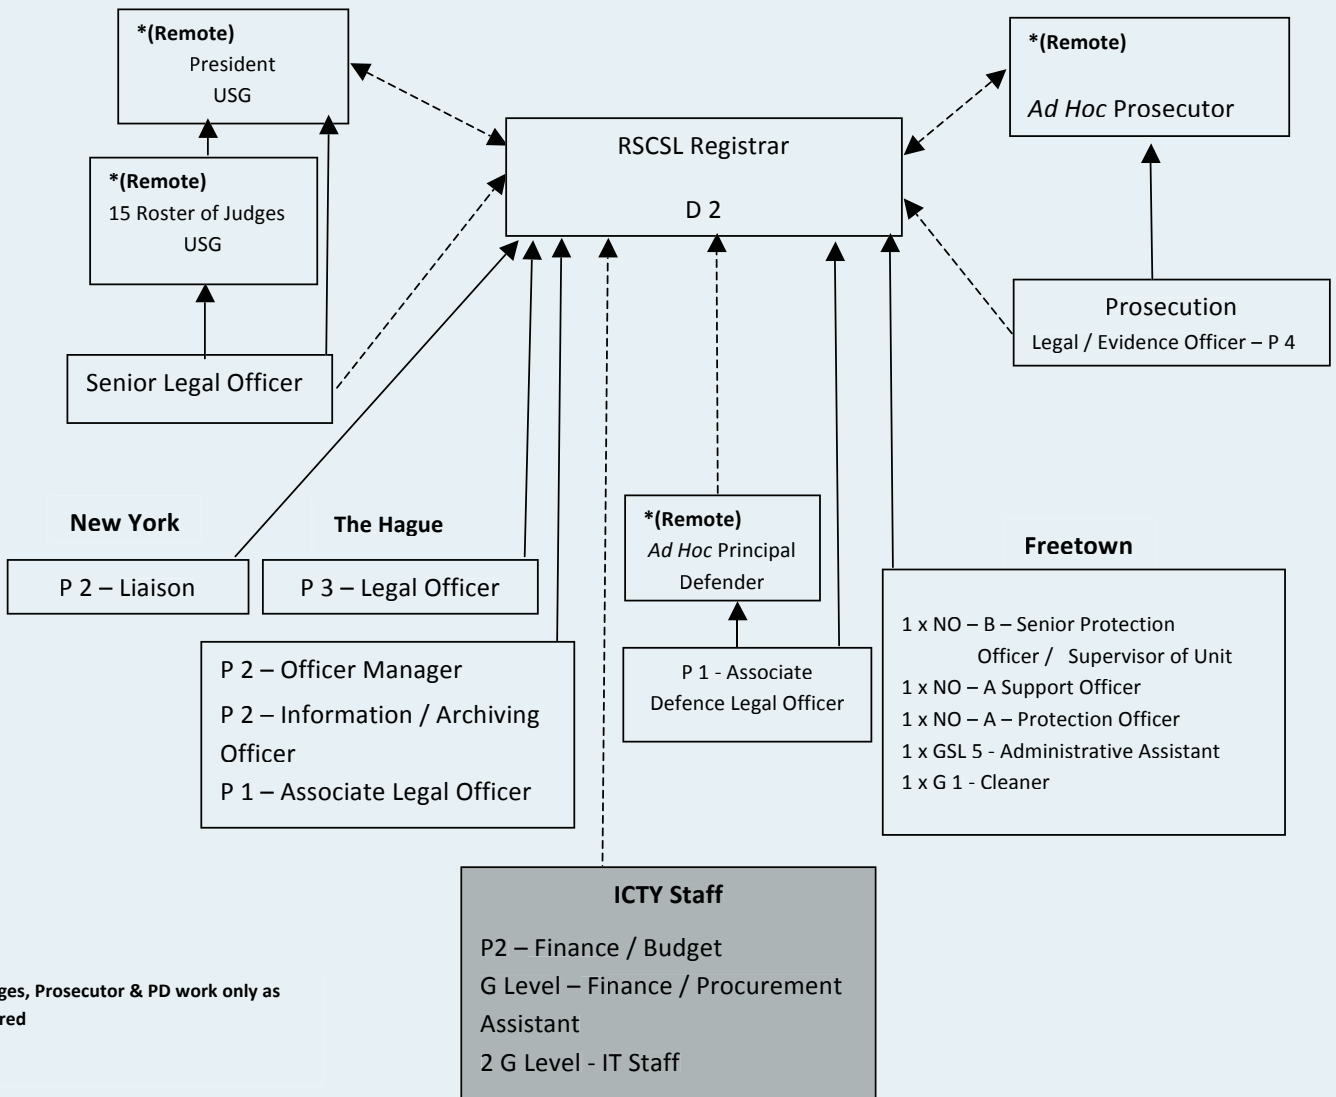 *(Remote)
President
USG
*(Remote)
15 Roster of Judges
USG
Senior Legal Officer
RSCSL Registrar
D 2
*(Remote)
Ad Hoc Prosecutor
Prosecution
Legal / Evidence Officer – P 4
New York
P 2 – Liaison
The Hague
P 3 – Legal Officer
P 2 – Officer Manager
P 2 – Information / Archiving
Officer
P 1 – Associate Legal Officer
*(Remote)
Ad Hoc Principal
Defender
P 1 - Associate
Defence Legal Officer
Freetown
1 x NO – B – Senior Protection
Officer / Supervisor of Unit
1 x NO – A Support Officer
1 x NO – A – Protection Officer
1 x GSL 5 - Administrative Assistant
1 x G 1 - Cleaner
ICTY Staff
P2 – Finance / Budget
G Level – Finance / Procurement
Assistant
2 G Level - IT Staff
ges, Prosecutor & PD work only as
red